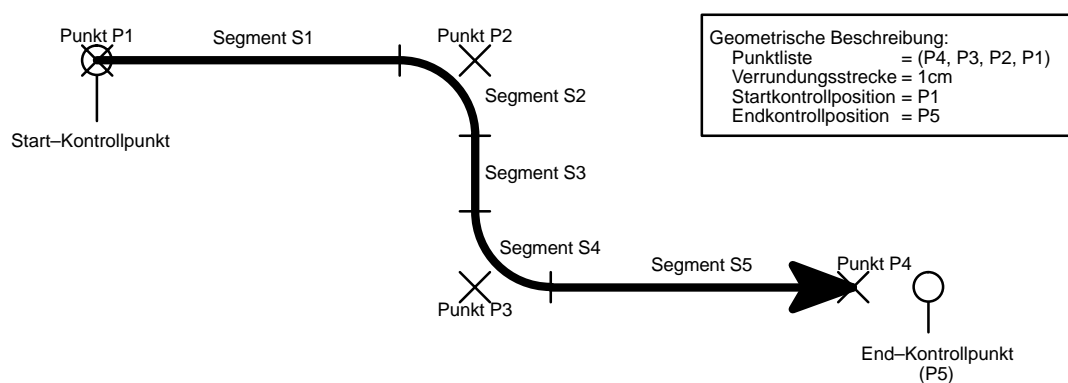 Punkt P1
Segment S1
Punkt P2
Segment S2
Start–Kontrollpunkt
Segment S3
Segment S4
Segment S5
Punkt P3
Punkt P4
End–Kontrollpunkt
(P5)
Geometrische Beschreibung:
Punktliste = (P4, P3, P2, P1)
Verrundungsstrecke = 1cm
Startkontrollposition = P1
Endkontrollposition = P5